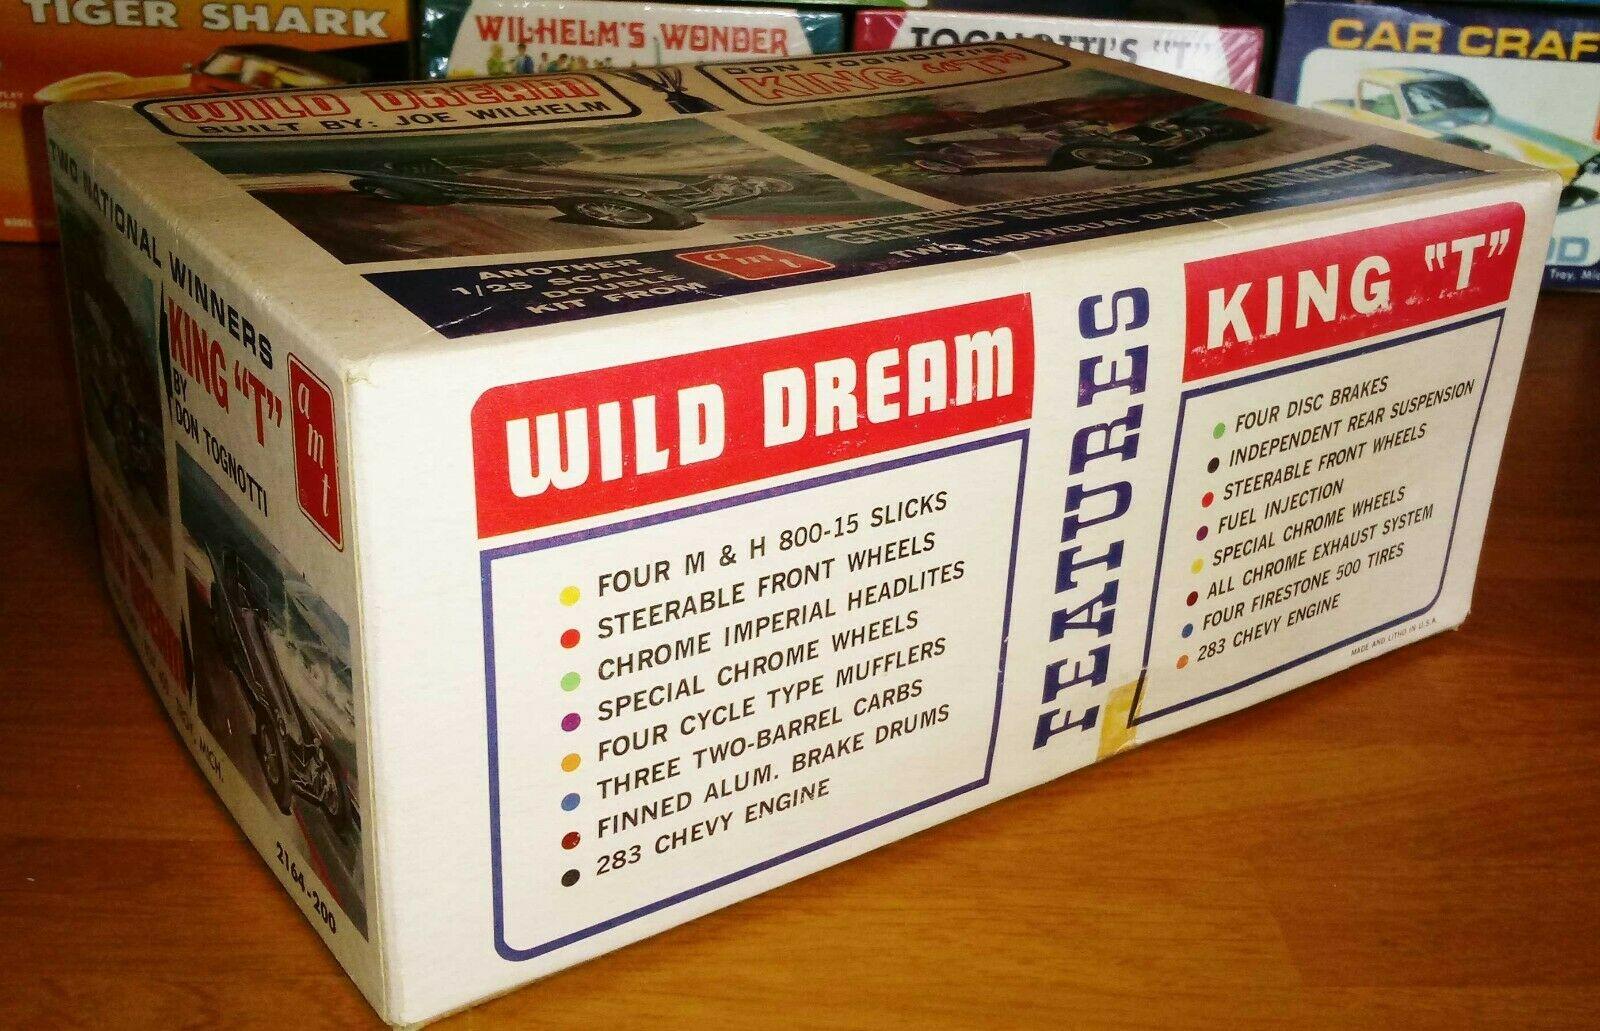 TIGER SHARK
WILHELM'S WONDER
TOGNOTTI'S "T"
CAR CRAF
WILD DREAM
BUILT BY: JOE WILHELM
DON TOGNOTTI'S
KING "T"
ANOTHER
1/25 SCALE
DOUBLE
KIT FROM
amt
TWO INDIVIDUAL DISPLAY
TWO NATIONAL WINNERS
KING "T"
BY
DON TOGNOTTI
amt
MICH.
2164-200
WILD DREAM
FOUR M & H 800-15 SLICKS
STEERABLE FRONT WHEELS
CHROME IMPERIAL HEADLITES
SPECIAL CHROME WHEELS
FOUR CYCLE TYPE MUFFLERS
THREE TWO-BARREL CARBS
FINNED ALUM. BRAKE DRUMS
283 CHEVY ENGINE
FEATURES
KING "T"
FOUR DISC BRAKES
INDEPENDENT REAR SUSPENSION
STEERABLE FRONT WHEELS
FUEL INJECTION
SPECIAL CHROME WHEELS
ALL CHROME EXHAUST SYSTEM
FOUR FIRESTONE 500 TIRES
283 CHEVY ENGINE
MADE AND LITHO IN U.S.A.